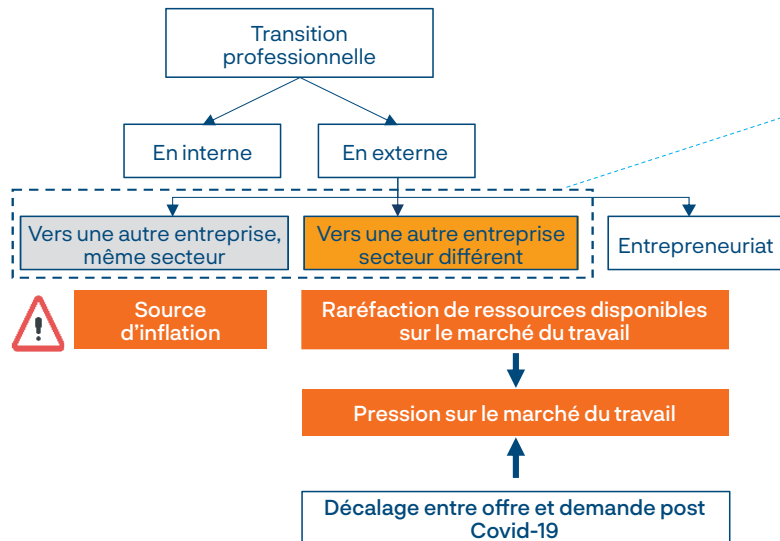 Transition
professionnelle
En interne
En externe
Vers une autre entreprise,
même secteur
Vers une autre entreprise
secteur différent
Entrepreneuriat
!
Source
d'inflation
Raréfaction de ressources disponibles
sur le marché du travail
Pression sur le marché du travail
Décalage entre offre et demande post
Covid-19